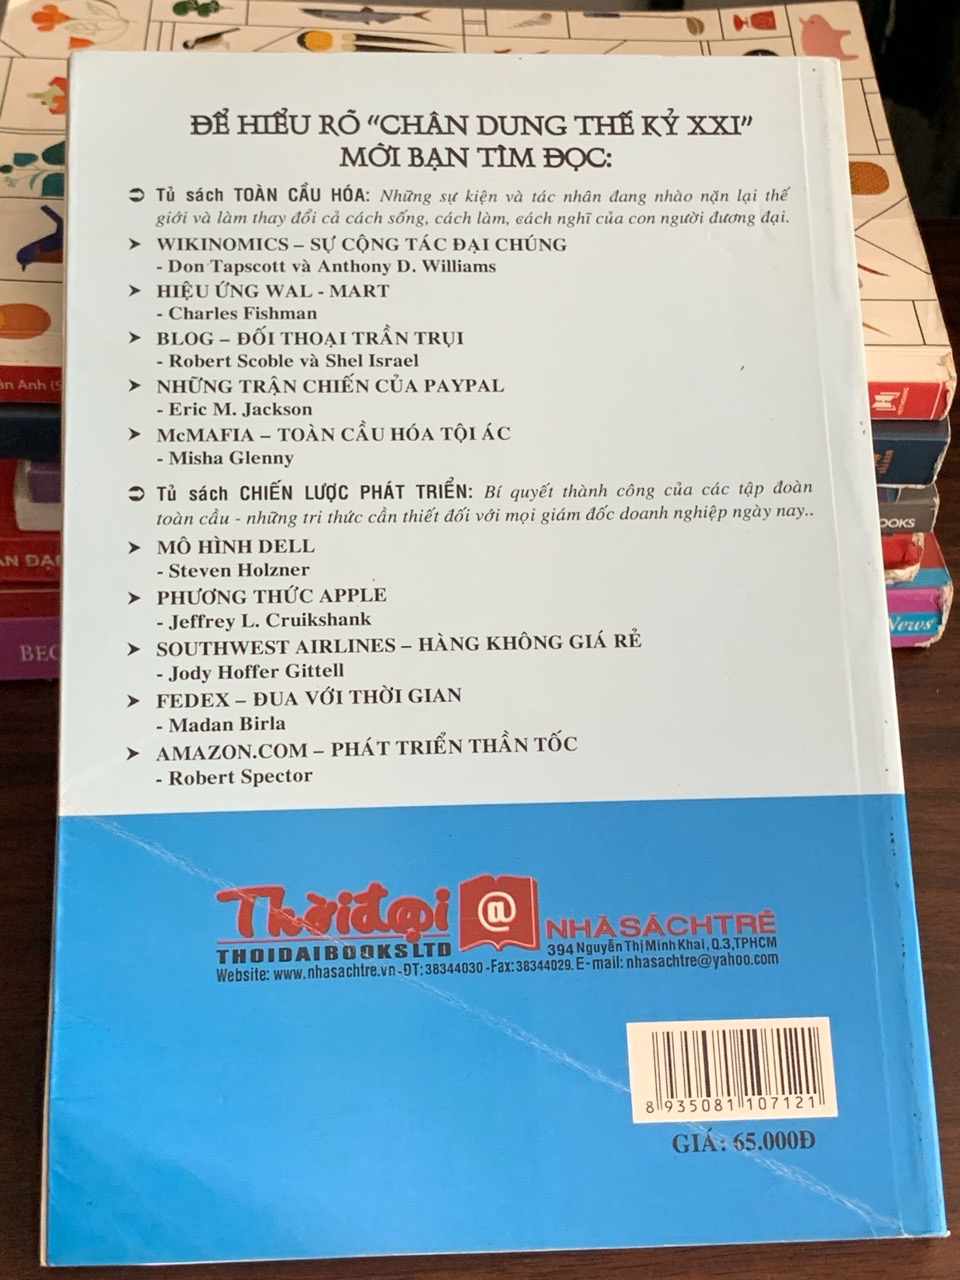 ĐỂ HIỂU RÕ “CHÂN DUNG THẾ KỶ XXI”
MỜI BẠN TÌM ĐỌC:
➲ Tủ sách TOÀN CẦU HÓA: Những sự kiện và tác nhân đang nhào nặn lại thế
giới và làm thay đổi cả cách sống, cách làm, cách nghĩ của con người đương đại.
➤ WIKINOMICS – SỰ CỘNG TÁC ĐẠI CHÚNG
- Don Tapscott và Anthony D. Williams
➤ HIỆU ỨNG WAL - MART
- Charles Fishman
➤ BLOG – ĐỐI THOẠI TRẦN TRỤI
- Robert Scoble và Shel Israel
➤ NHỮNG TRẬN CHIẾN CỦA PAYPAL
- Eric M. Jackson
➤ McMAFIA – TOÀN CẦU HÓA TỘI ÁC
- Misha Glenny
➲ Tủ sách CHIẾN LƯỢC PHÁT TRIỂN: Bí quyết thành công của các tập đoàn
toàn cầu - những tri thức cần thiết đối với mọi giám đốc doanh nghiệp ngày nay..
➤ MÔ HÌNH DELL
- Steven Holzner
➤ PHƯƠNG THỨC APPLE
- Jeffrey L. Cruikshank
➤ SOUTHWEST AIRLINES – HÀNG KHÔNG GIÁ RẺ
- Jody Hoffer Gittell
➤ FEDEX – ĐUA VỚI THỜI GIAN
- Madan Birla
➤ AMAZON.COM – PHÁT TRIỂN THẦN TỐC
- Robert Spector
Thời đại @ NHÀ SÁCH TRẺ
THOIDAIBOOKS LTD 394 Nguyễn Thị Minh Khai, Q.3, TPHCM
Website: www.nhasachtre.vn - ĐT: 38344030 - Fax: 38344029. E-mail: nhasachtre@yahoo.com
8 935081 107121
GIÁ: 65.000Đ
ần Anh (S
ĂN ĐẠ
BEC
OOKS
News